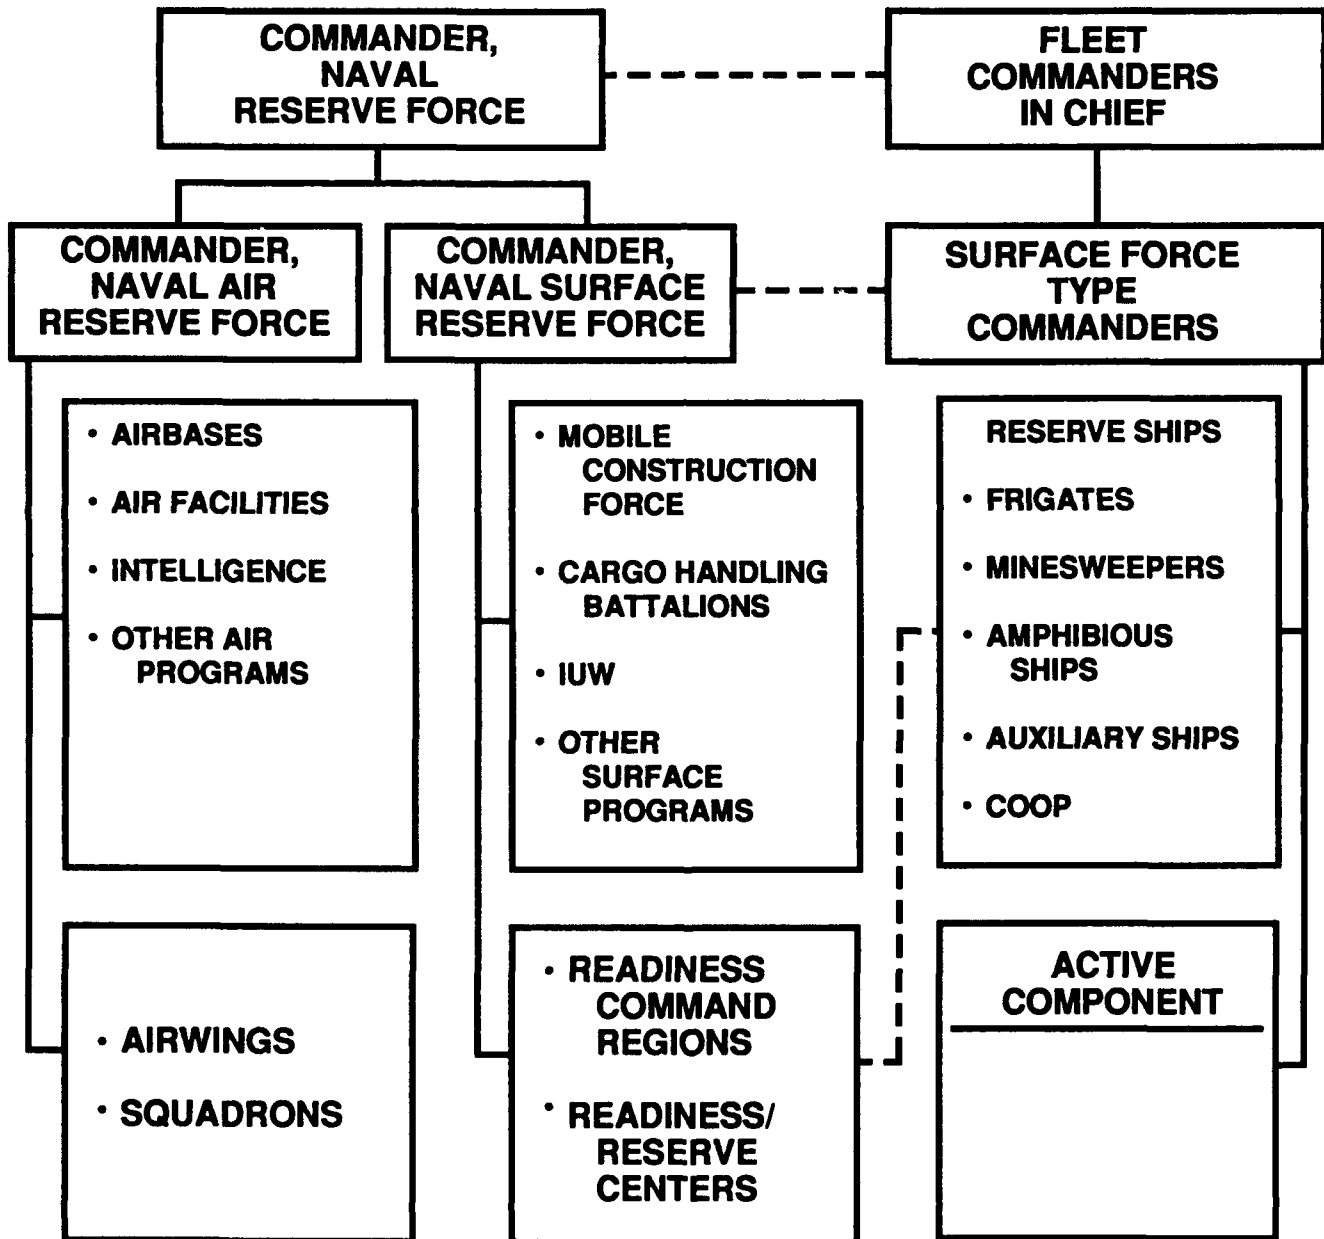 COMMANDER,
NAVAL
RESERVE FORCE
FLEET
COMMANDERS
IN CHIEF
COMMANDER,
NAVAL AIR
RESERVE FORCE
COMMANDER,
NAVAL SURFACE
RESERVE FORCE
SURFACE FORCE
TYPE
COMMANDERS
• AIRBASES
• AIR FACILITIES
• INTELLIGENCE
• OTHER AIR
PROGRAMS
• MOBILE
CONSTRUCTION
FORCE
• CARGO HANDLING
BATTALIONS
• IUW
• OTHER
SURFACE
PROGRAMS
RESERVE SHIPS
• FRIGATES
• MINESWEEPERS
• AMPHIBIOUS
SHIPS
• AUXILIARY SHIPS
• COOP
• AIRWINGS
• SQUADRONS
• READINESS
COMMAND
REGIONS
• READINESS/
RESERVE
CENTERS
ACTIVE
COMPONENT